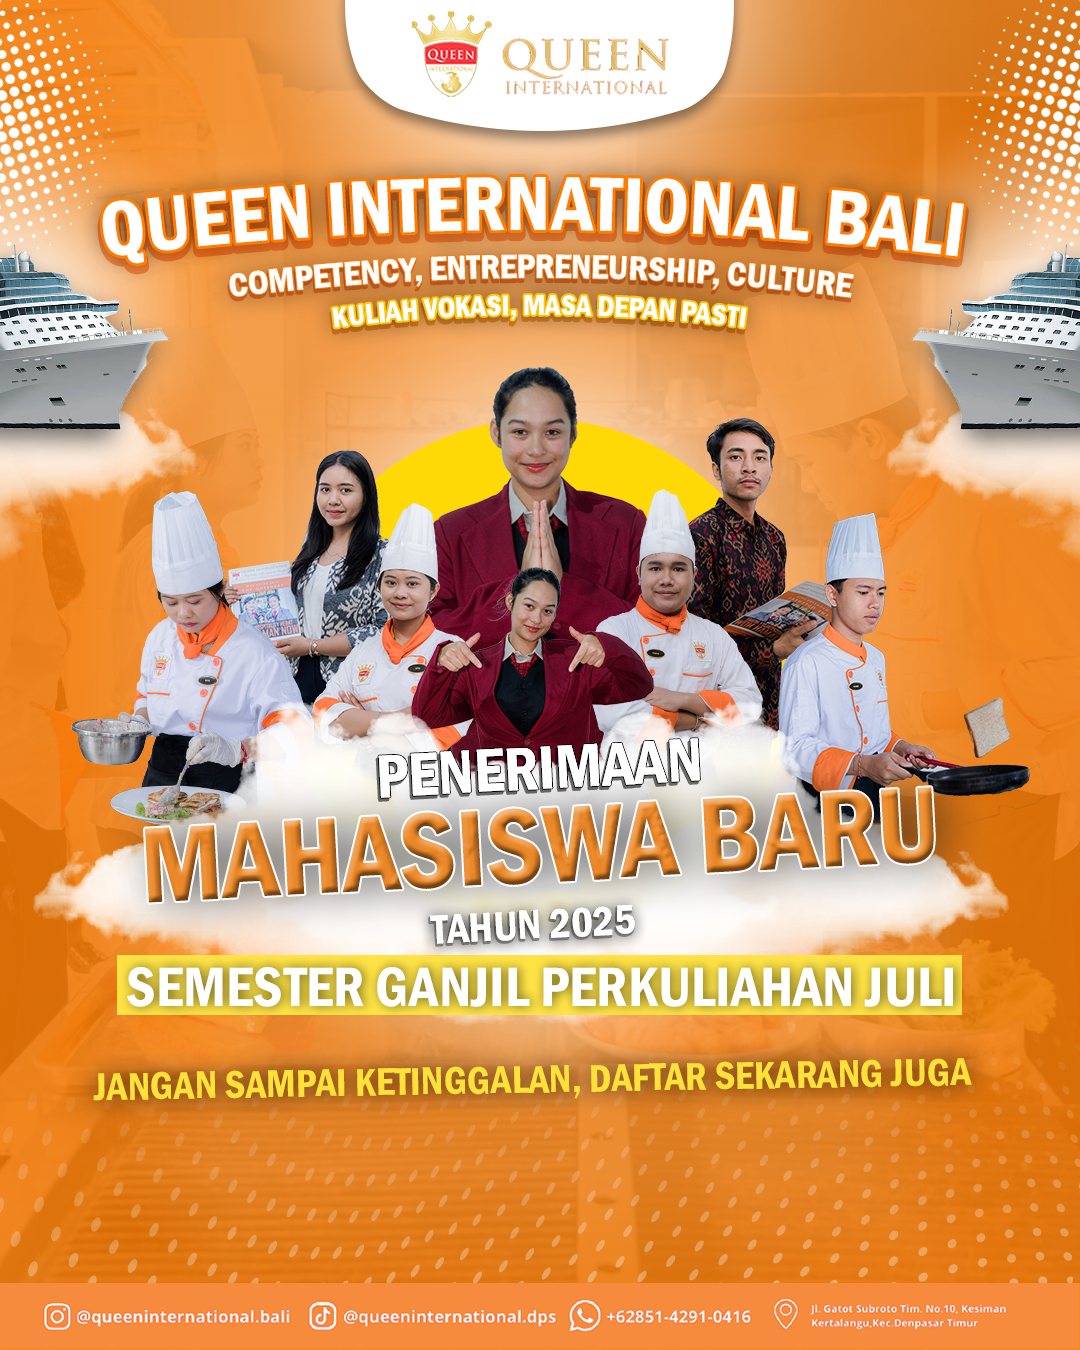 QUEEN
INTERNATIONAL
QUEEN
INTERNATIONAL
QUEEN INTERNATIONAL BALI
COMPETENCY, ENTREPRENEURSHIP, CULTURE
KULIAH VOKASI, MASA DEPAN PASTI
PENERIMAAN
MAHASISWA BARU
TAHUN 2025
SEMESTER GANJIL PERKULIAHAN JULI
JANGAN SAMPAI KETINGGALAN, DAFTAR SEKARANG JUGA
@queeninternational.bali
@queeninternational.dps
+62851-4291-0416
Jl. Gatot Subroto Tim. No.10, Kesiman
Kertalangu,Kec.Denpasar Timur